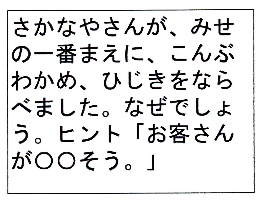 さかなやさんが、みせ
の一番まえに、こんぶ
わかめ、ひじきをなら
べました。なぜでしょ
う。ヒント「お客さん
が○○そう。」